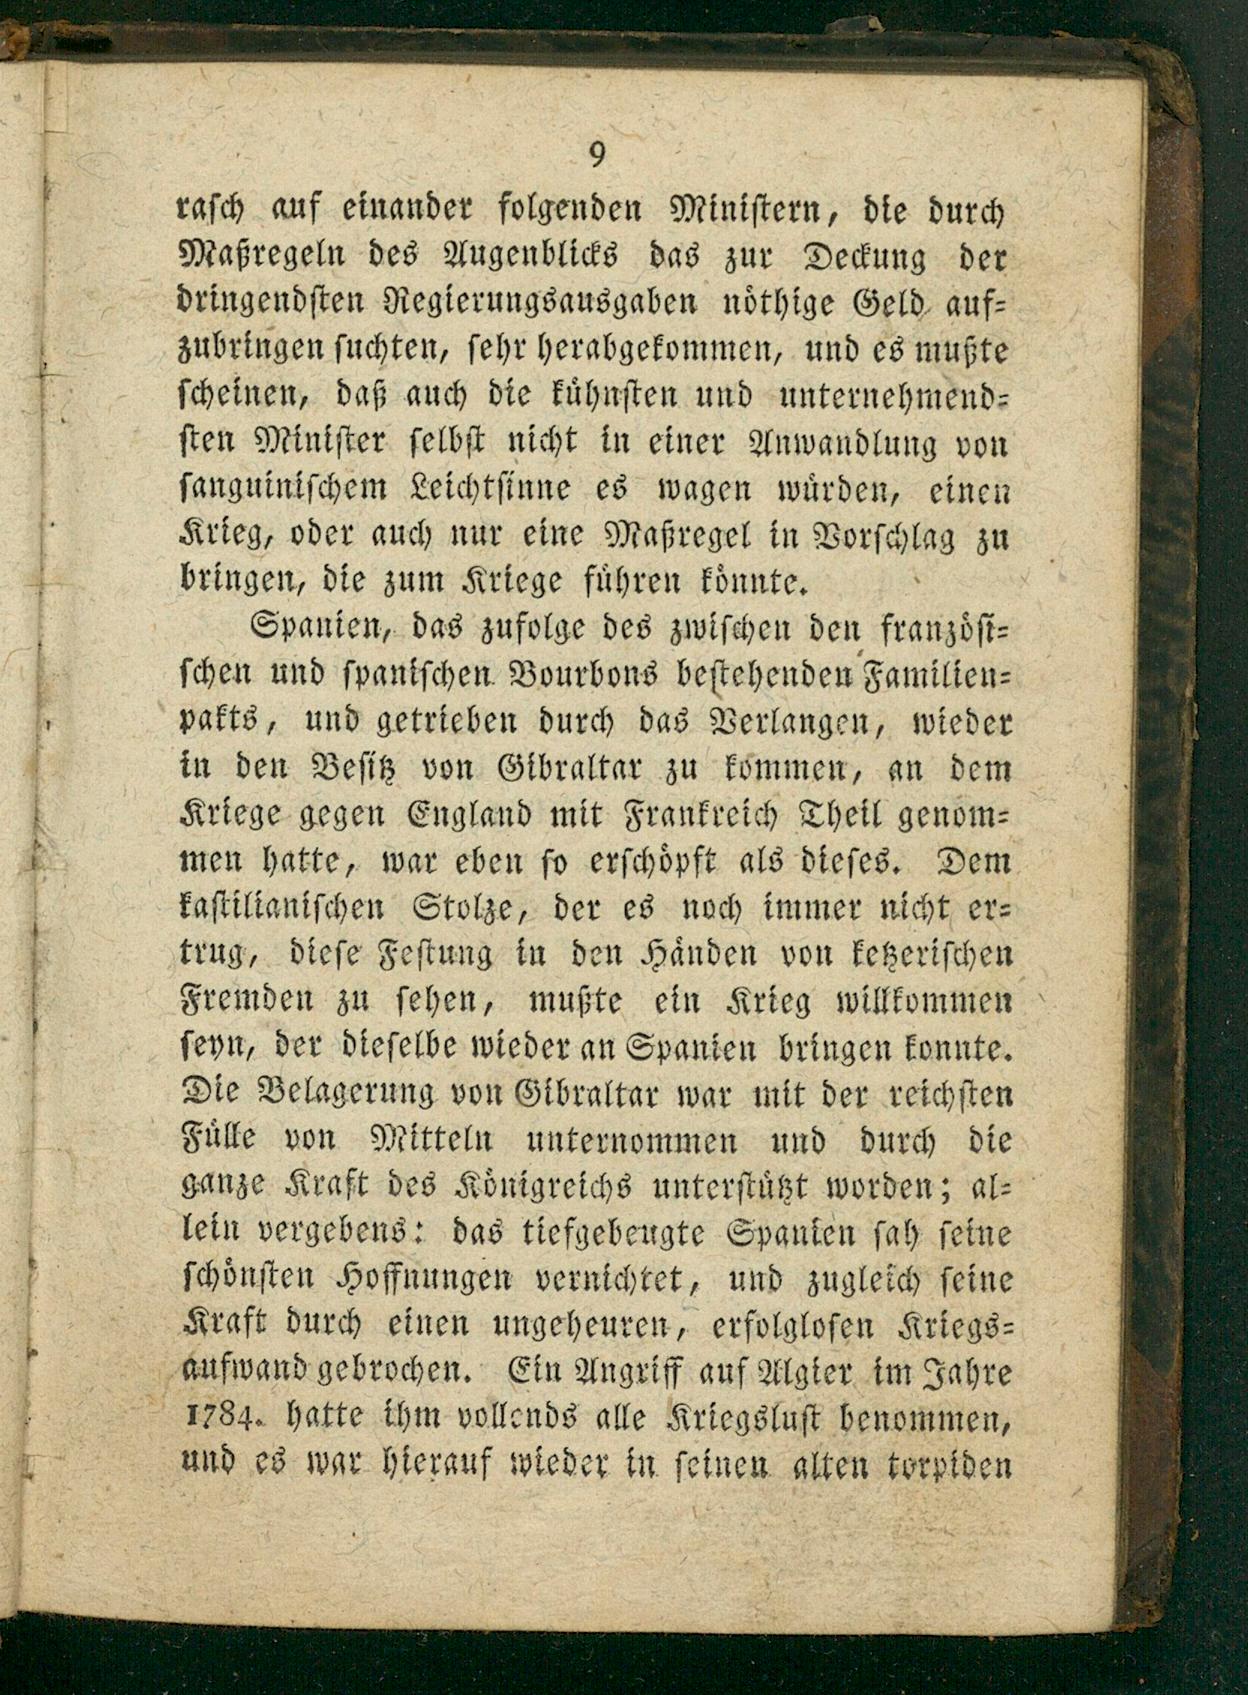 9
rasch auf einander folgenden Ministern, die durch
Maßregeln des Augenblicks das zur Deckung der
dringendsten Regierungsausgaben nöthige Geld auf-
zubringen suchten, sehr herabgekommen, und es mußte
scheinen, daß auch die kühnsten und unternehmend-
sten Minister selbst nicht in einer Anwandlung von
sanguinischem Leichtsinne es wagen würden, einen
Krieg, oder auch nur eine Maßregel in Vorschlag zu
bringen, die zum Kriege führen könnte.
Spanien, das zufolge des zwischen den französi-
schen und spanischen Bourbons bestehenden Familien-
pakts, und getrieben durch das Verlangen, wieder
in den Besitz von Gibraltar zu kommen, an dem
Kriege gegen England mit Frankreich Theil genom-
men hatte, war eben so erschöpft als dieses. Dem
kastilianischen Stolze, der es noch immer nicht er-
trug, diese Festung in den Händen von ketzerischen
Fremden zu sehen, mußte ein Krieg willkommen
seyn, der dieselbe wieder an Spanien bringen konnte.
Die Belagerung von Gibraltar war mit der reichsten
Fülle von Mitteln unternommen und durch die
ganze Kraft des Königreichs unterstützt worden; al-
lein vergebens: das tiefgebeugte Spanien sah seine
schönsten Hoffnungen vernichtet, und zugleich seine
Kraft durch einen ungeheuren, erfolglosen Kriegs-
aufwand gebrochen. Ein Angriff auf Algier im Jahre
1784. hatte ihm vollends alle Kriegslust benommen,
und es war hierauf wieder in seinen alten torpiden